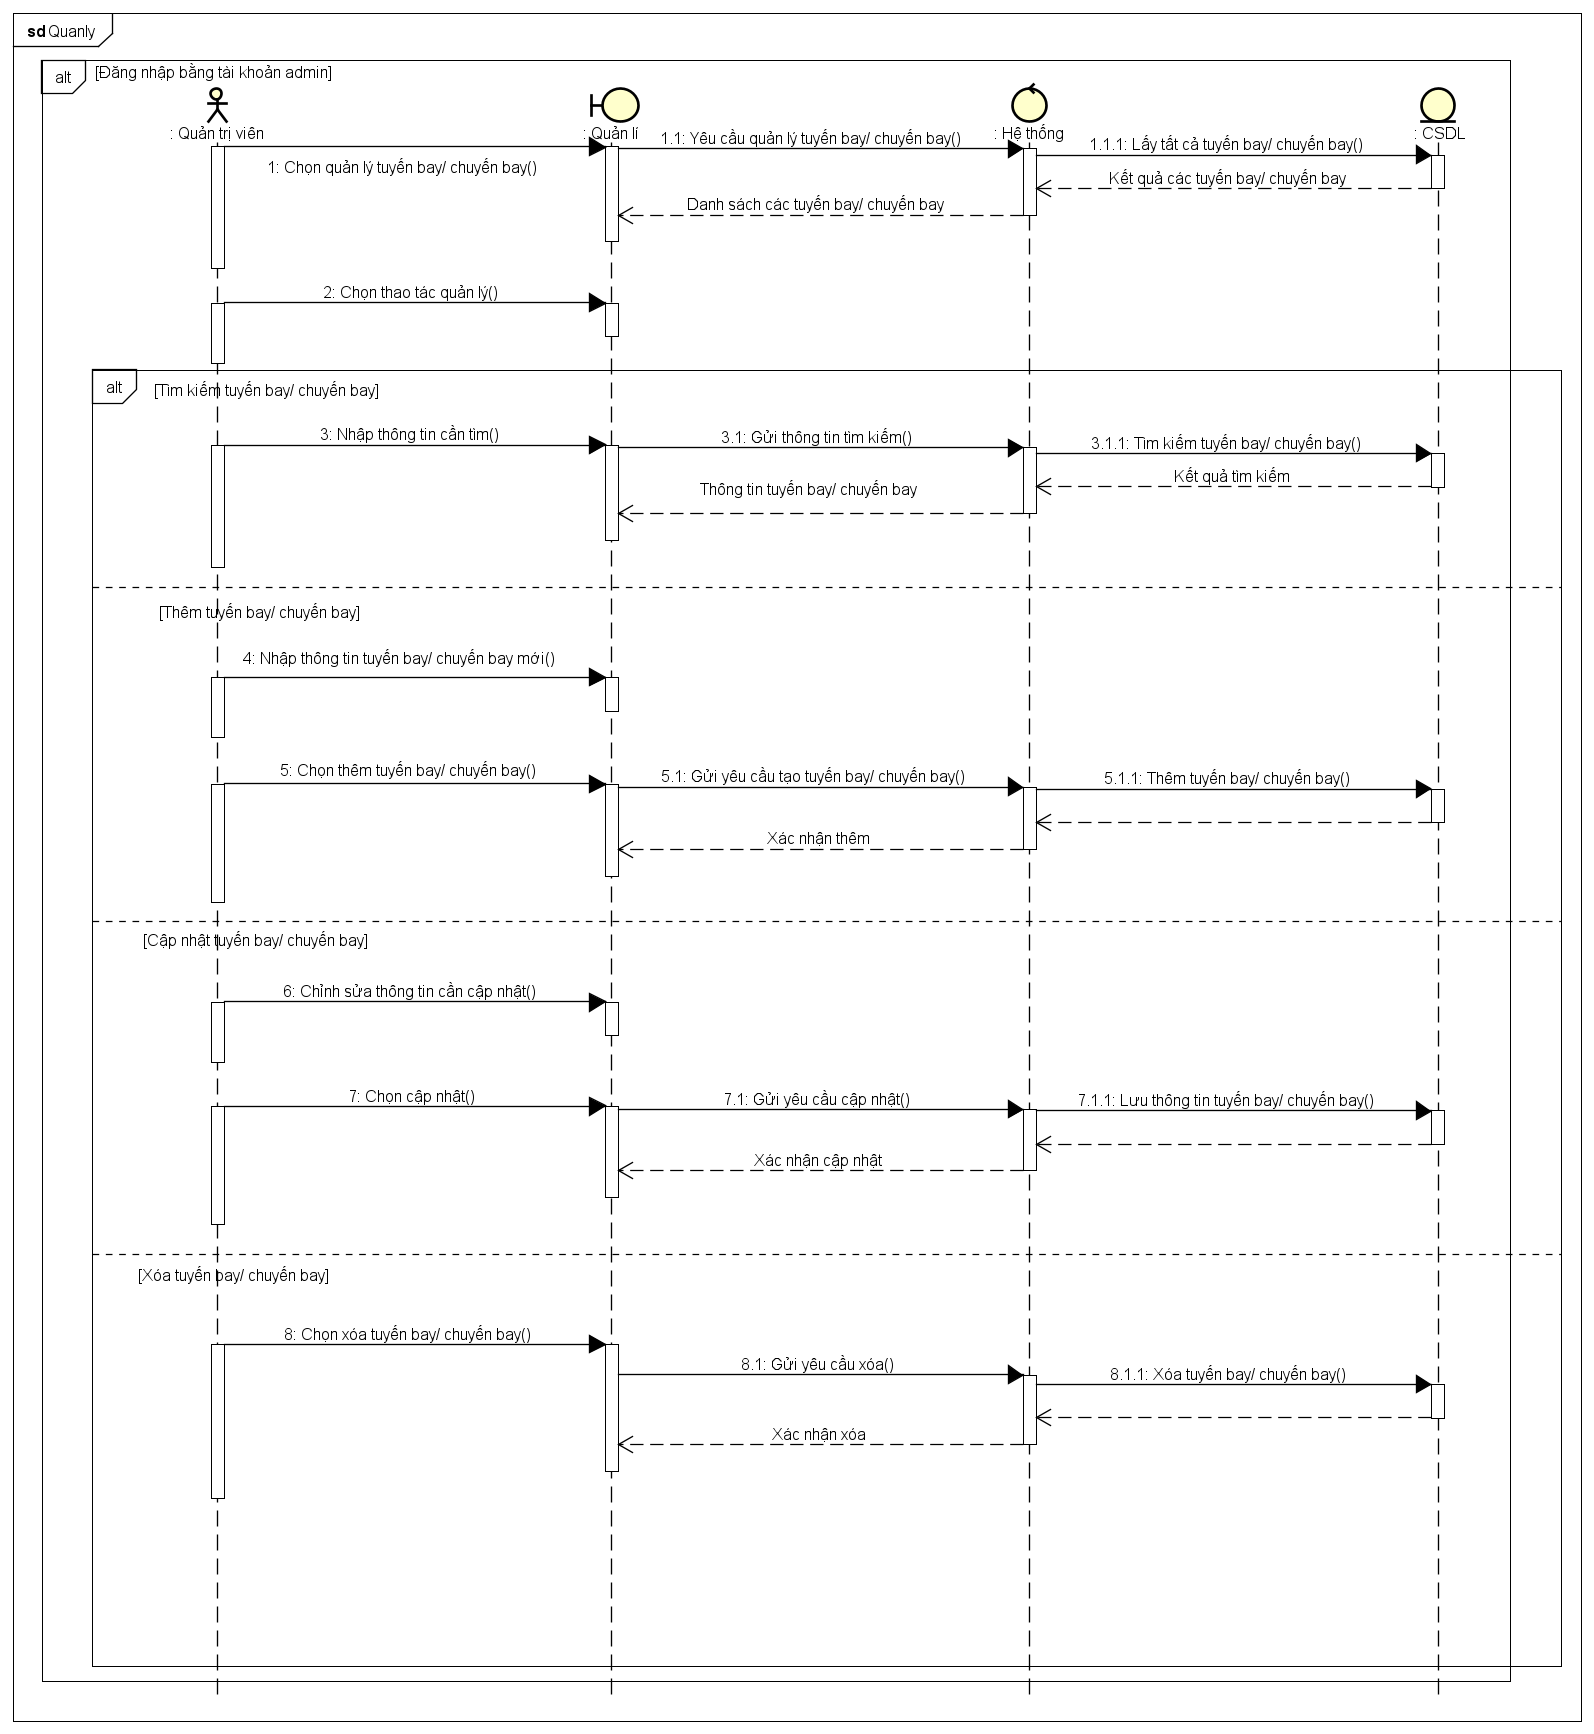 sd Quanly
alt [Đăng nhập bằng tài khoản admin]
: Quản trị viên
: Quản lí
: Hệ thống
: CSDL
1: Chọn quản lý tuyến bay/ chuyến bay()
1.1: Yêu cầu quản lý tuyến bay/ chuyến bay()
1.1.1: Lấy tất cả tuyến bay/ chuyến bay()
Kết quả các tuyến bay/ chuyến bay
Danh sách các tuyến bay/ chuyến bay
2: Chọn thao tác quản lý()
alt [Tìm kiếm tuyến bay/ chuyến bay]
3: Nhập thông tin cần tìm()
3.1: Gửi thông tin tìm kiếm()
3.1.1: Tìm kiếm tuyến bay/ chuyến bay()
Kết quả tìm kiếm
Thông tin tuyến bay/ chuyến bay
[Thêm tuyến bay/ chuyến bay]
4: Nhập thông tin tuyến bay/ chuyến bay mới()
5: Chọn thêm tuyến bay/ chuyến bay()
5.1: Gửi yêu cầu tạo tuyến bay/ chuyến bay()
5.1.1: Thêm tuyến bay/ chuyến bay()
Xác nhận thêm
[Cập nhật tuyến bay/ chuyến bay]
6: Chỉnh sửa thông tin cần cập nhật()
7: Chọn cập nhật()
7.1: Gửi yêu cầu cập nhật()
7.1.1: Lưu thông tin tuyến bay/ chuyến bay()
Xác nhận cập nhật
[Xóa tuyến bay/ chuyến bay]
8: Chọn xóa tuyến bay/ chuyến bay()
8.1: Gửi yêu cầu xóa()
8.1.1: Xóa tuyến bay/ chuyến bay()
Xác nhận xóa